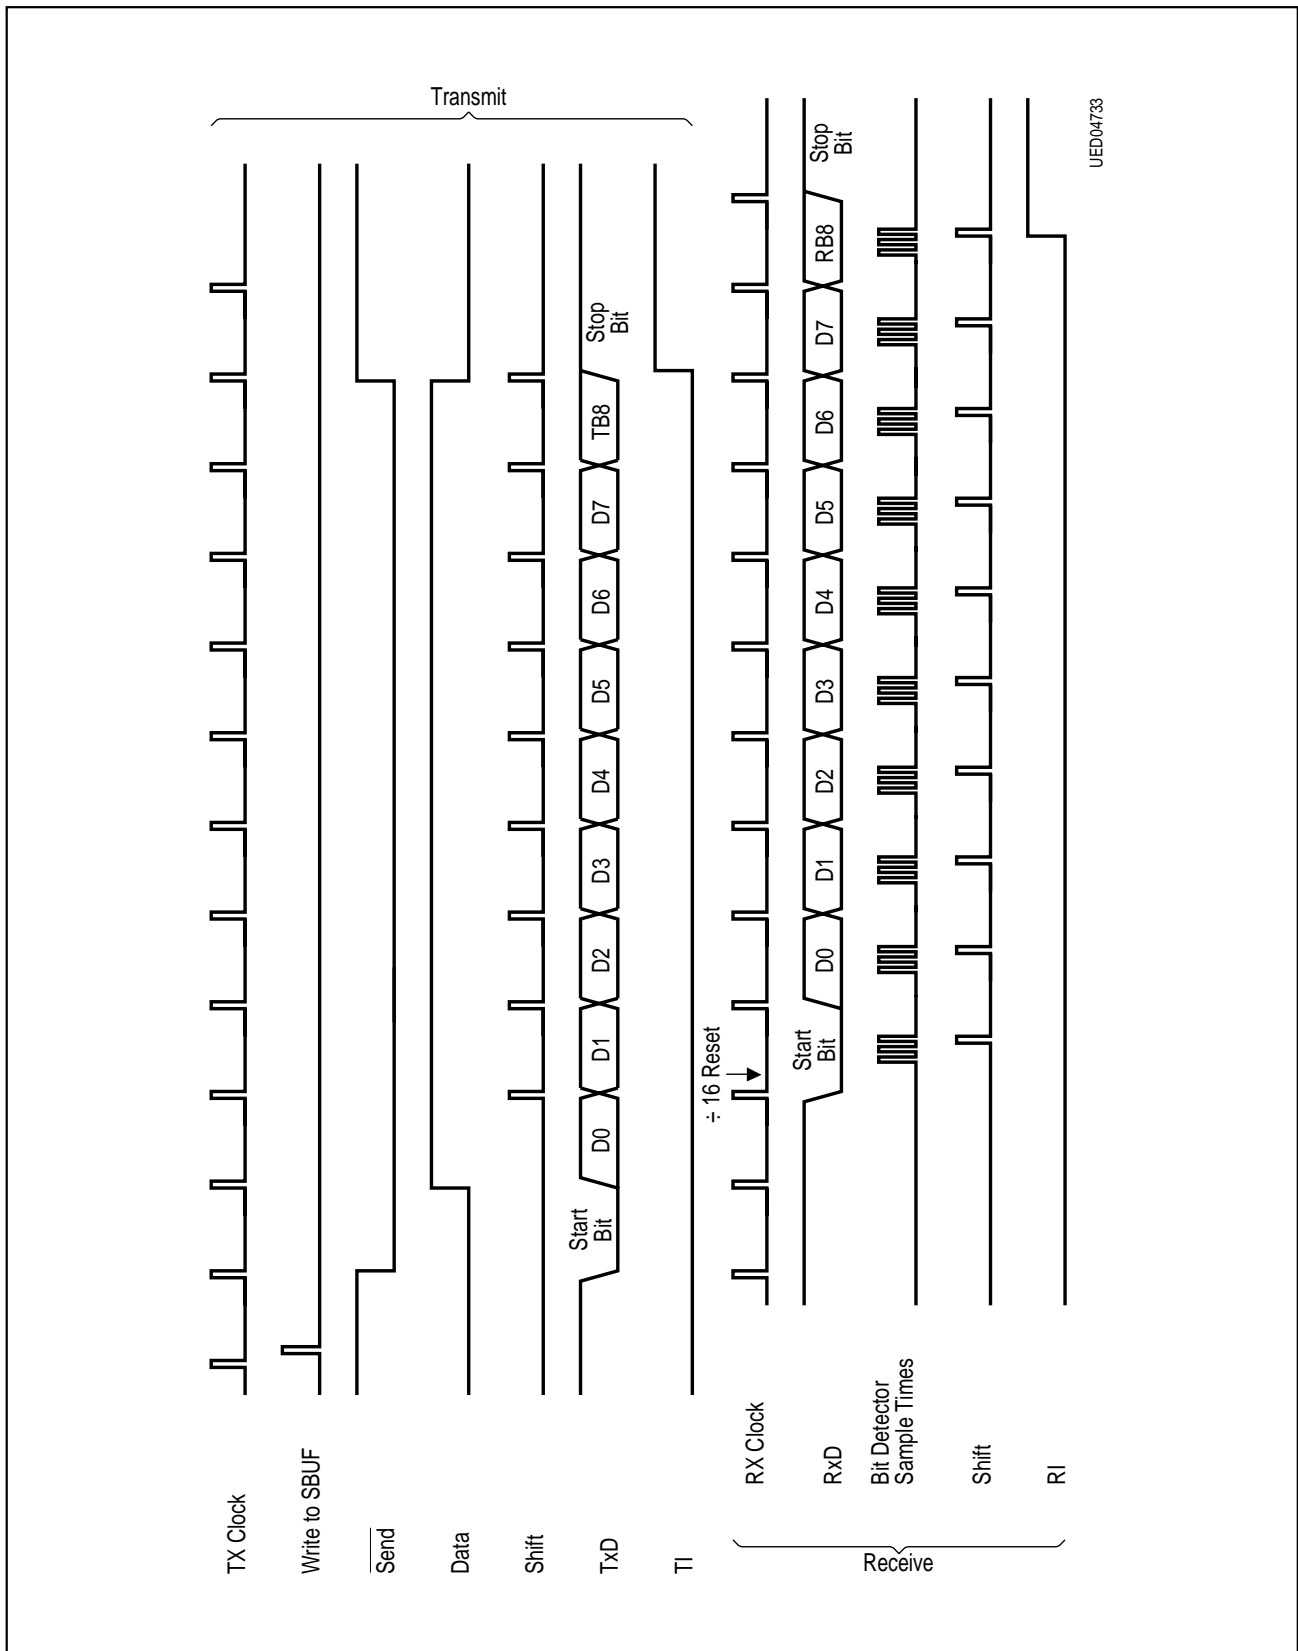 Transmit
TX Clock
Write to SBUF
Send
Data
Shift
TxD
Start
Bit
D0
D1
D2
D3
D4
D5
D6
D7
TB8
Stop
Bit
TI
Receive
÷ 16 Reset
RX Clock
RxD
Start
Bit
D0
D1
D2
D3
D4
D5
D6
D7
RB8
Stop
Bit
Bit Detector
Sample Times
Shift
RI
UED04733